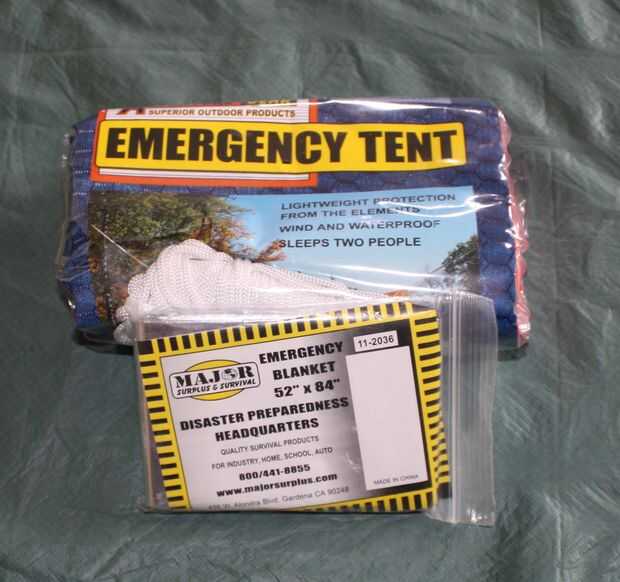 SUPERIOR OUTDOOR PRODUCTS
EMERGENCY TENT
LIGHTWEIGHT PROTECTION
FROM THE ELEMENTS
WIND AND WATERPROOF
SLEEPS TWO PEOPLE
MAJOR
SURPLUS & SURVIVAL
EMERGENCY
BLANKET
52" x 84"
11-2036
DISASTER PREPAREDNESS
HEADQUARTERS
QUALITY SURVIVAL PRODUCTS
FOR INDUSTRY, HOME, SCHOOL, AUTO
800/441-8855
www.majorsurplus.com
W. Alondra Blvd. Gardena CA 90248
MADE IN CHINA